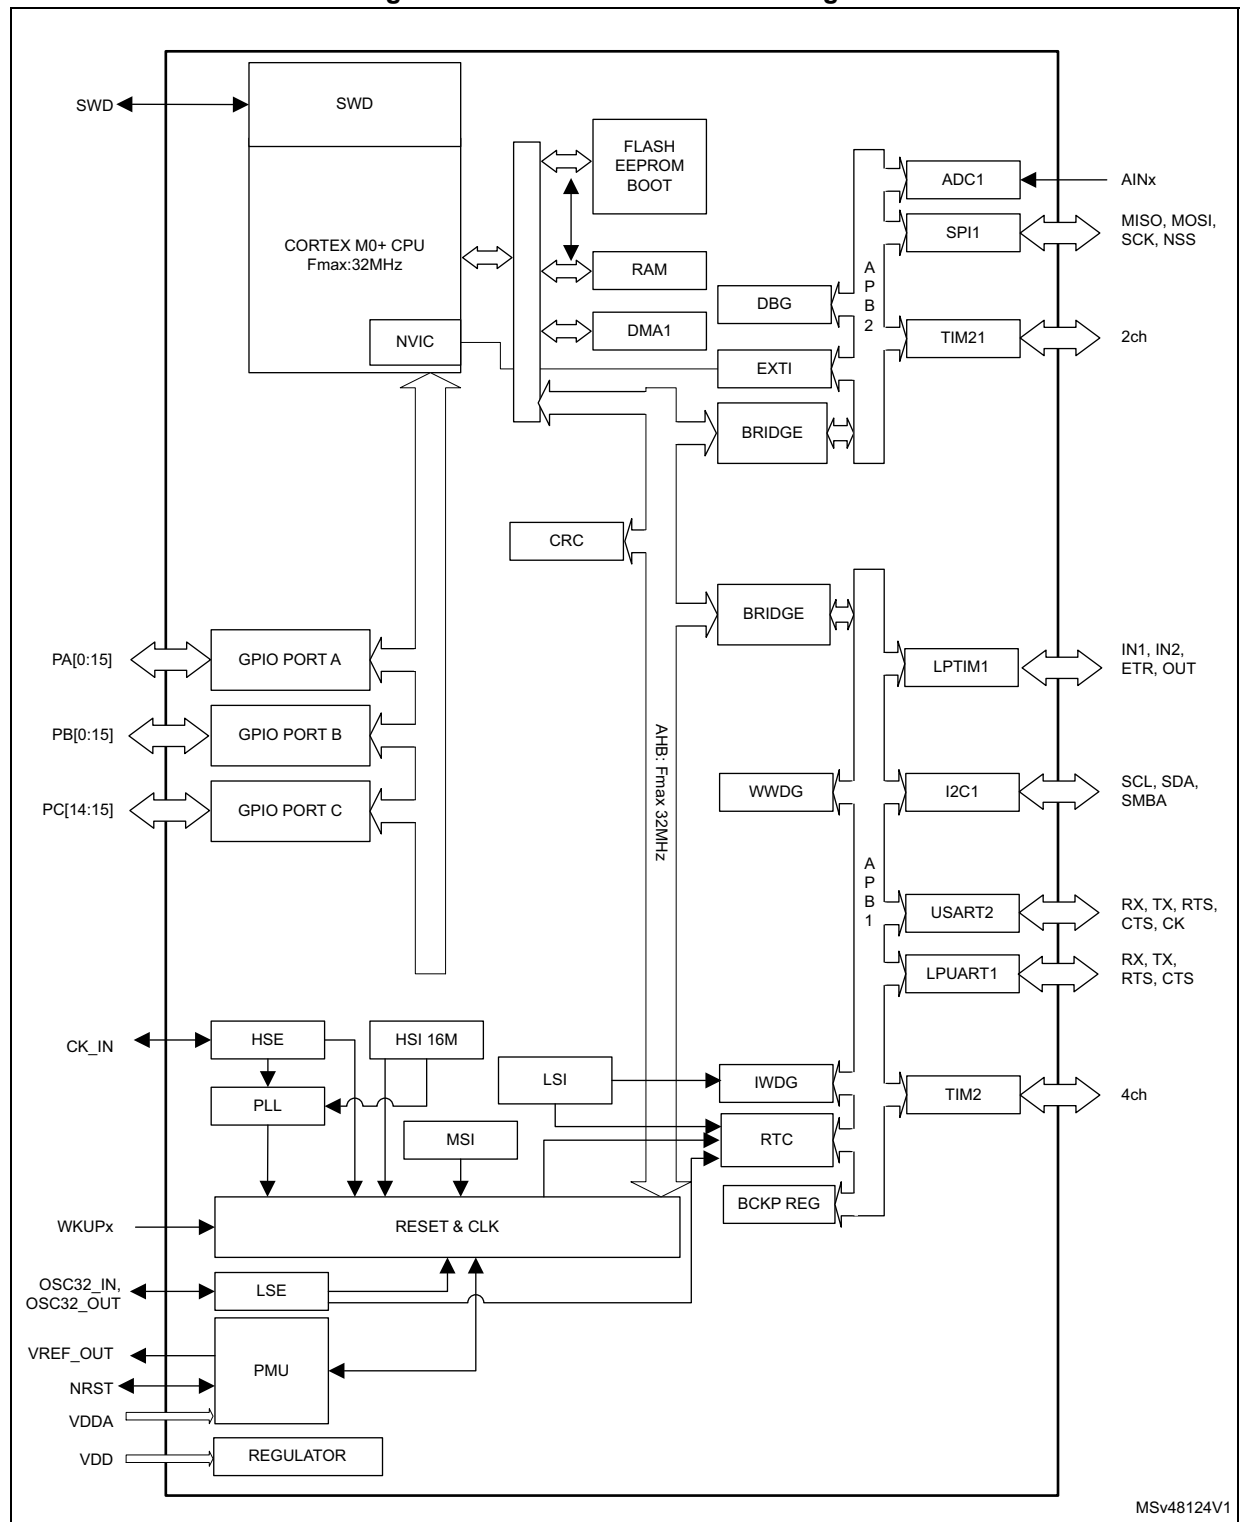 SWD
SWD
CORTEX M0+ CPU
Fmax:32MHz
NVIC
FLASH
EEPROM
BOOT
RAM
DMA1
DBG
EXTI
BRIDGE
APB2
ADC1
AINx
SPI1
MISO, MOSI,
SCK, NSS
TIM21
2ch
CRC
BRIDGE
AHB: Fmax 32MHz
PA[0:15]
GPIO PORT A
PB[0:15]
GPIO PORT B
PC[14:15]
GPIO PORT C
LPTIM1
IN1, IN2,
ETR, OUT
WWDG
I2C1
SCL, SDA,
SMBA
APB1
USART2
RX, TX, RTS,
CTS, CK
LPUART1
RX, TX,
RTS, CTS
CK_IN
HSE
HSI 16M
PLL
MSI
LSI
IWDG
RTC
BCKP REG
TIM2
4ch
WKUPx
RESET & CLK
OSC32_IN,
OSC32_OUT
LSE
VREF_OUT
NRST
VDDA
PMU
VDD
REGULATOR
MSv48124V1